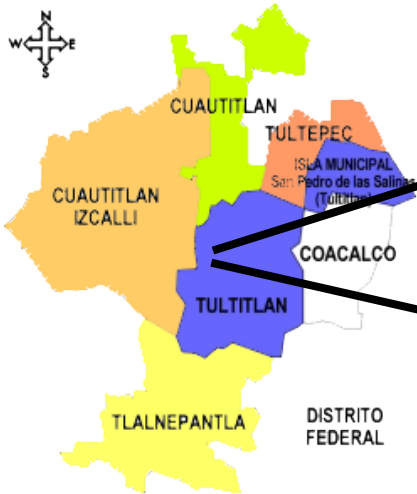 N
W E
S
CUAUTITLAN
TULTEPEC
ISLA MUNICIPAL
San Pedro de las Salinas
(Tultitlan)
CUAUTITLAN
IZCALLI
COACALCO
TULTITLAN
TLALNEPANTLA
DISTRITO
FEDERAL